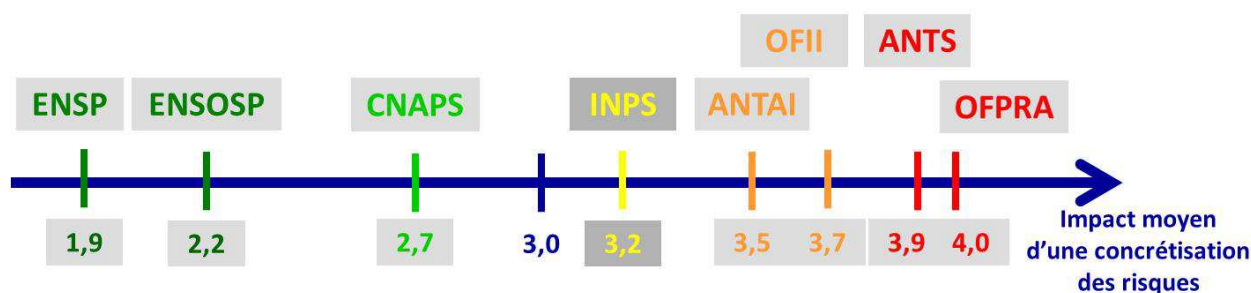 OFII ANTS
ENSP ENSOSP CNAPS INPS ANTAI OFPRA
1,9 2,2 2,7 3,0 3,2 3,5 3,7 3,9 4,0
Impact moyen
d'une concrétisation
des risques